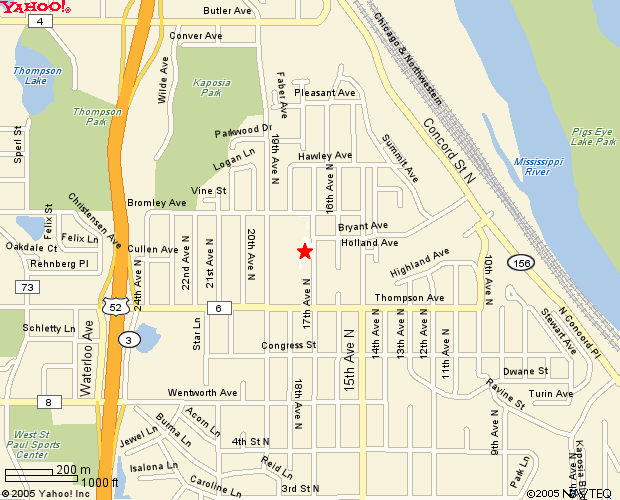 YAHOO!
4
Butler Ave
Conver Ave
Chicago & Northwestern
Thompson
Lake
Wilde Ave
Kaposia
Park
Faber Ave
Pleasant Ave
Thompson
Park
Concord St N
Sperl St
Parkwood Dr
19th Ave N
Summit Ave
Pigs Eye
Lake Park
Logan Ln
Hawley Ave
Mississippi
River
16th Ave N
Vine St
Christensen Ave
Bromley Ave
Felix St
Felix Ln
Bryant Ave
Oakdale Ct
Cullen Ave
Holland Ave
Rehnberg Pl
24th Ave N
22nd Ave N
21st Ave N
20th Ave N
Highland Ave
10th Ave N
156
73
52
6
17th Ave N
Thompson Ave
N Concord Pl
Schletty Ln
Waterloo Ave
3
Star Ln
Congress St
15th Ave N
14th Ave N
13th Ave N
12th Ave N
11th Ave N
Stewart Ave
Dwane St
Wentworth Ave
18th Ave N
Ravine St
Turin Ave
8
Acorn Ln
West St
Paul Sports
Center
Jewel Ln
Burma Ln
4th St N
9th Ave N
Kaposia Blvd
200 m
1000 ft
Isalona Ln
Reid Ln
Park Ln
Caroline Ln
3rd St N
© 2005 Yahoo! Inc
©2005 NAVTEQ